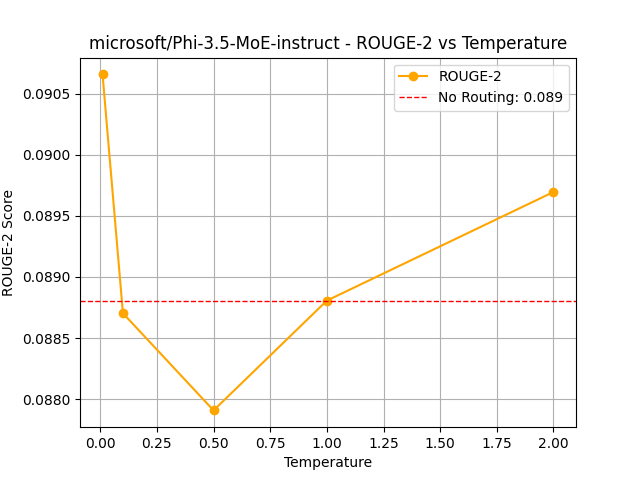 microsoft/Phi-3.5-MoE-instruct - ROUGE-2 vs Temperature
ROUGE-2
No Routing: 0.089
ROUGE-2 Score
0.0905
0.0900
0.0895
0.0890
0.0885
0.0880
0.00 0.25 0.50 0.75 1.00 1.25 1.50 1.75 2.00
Temperature